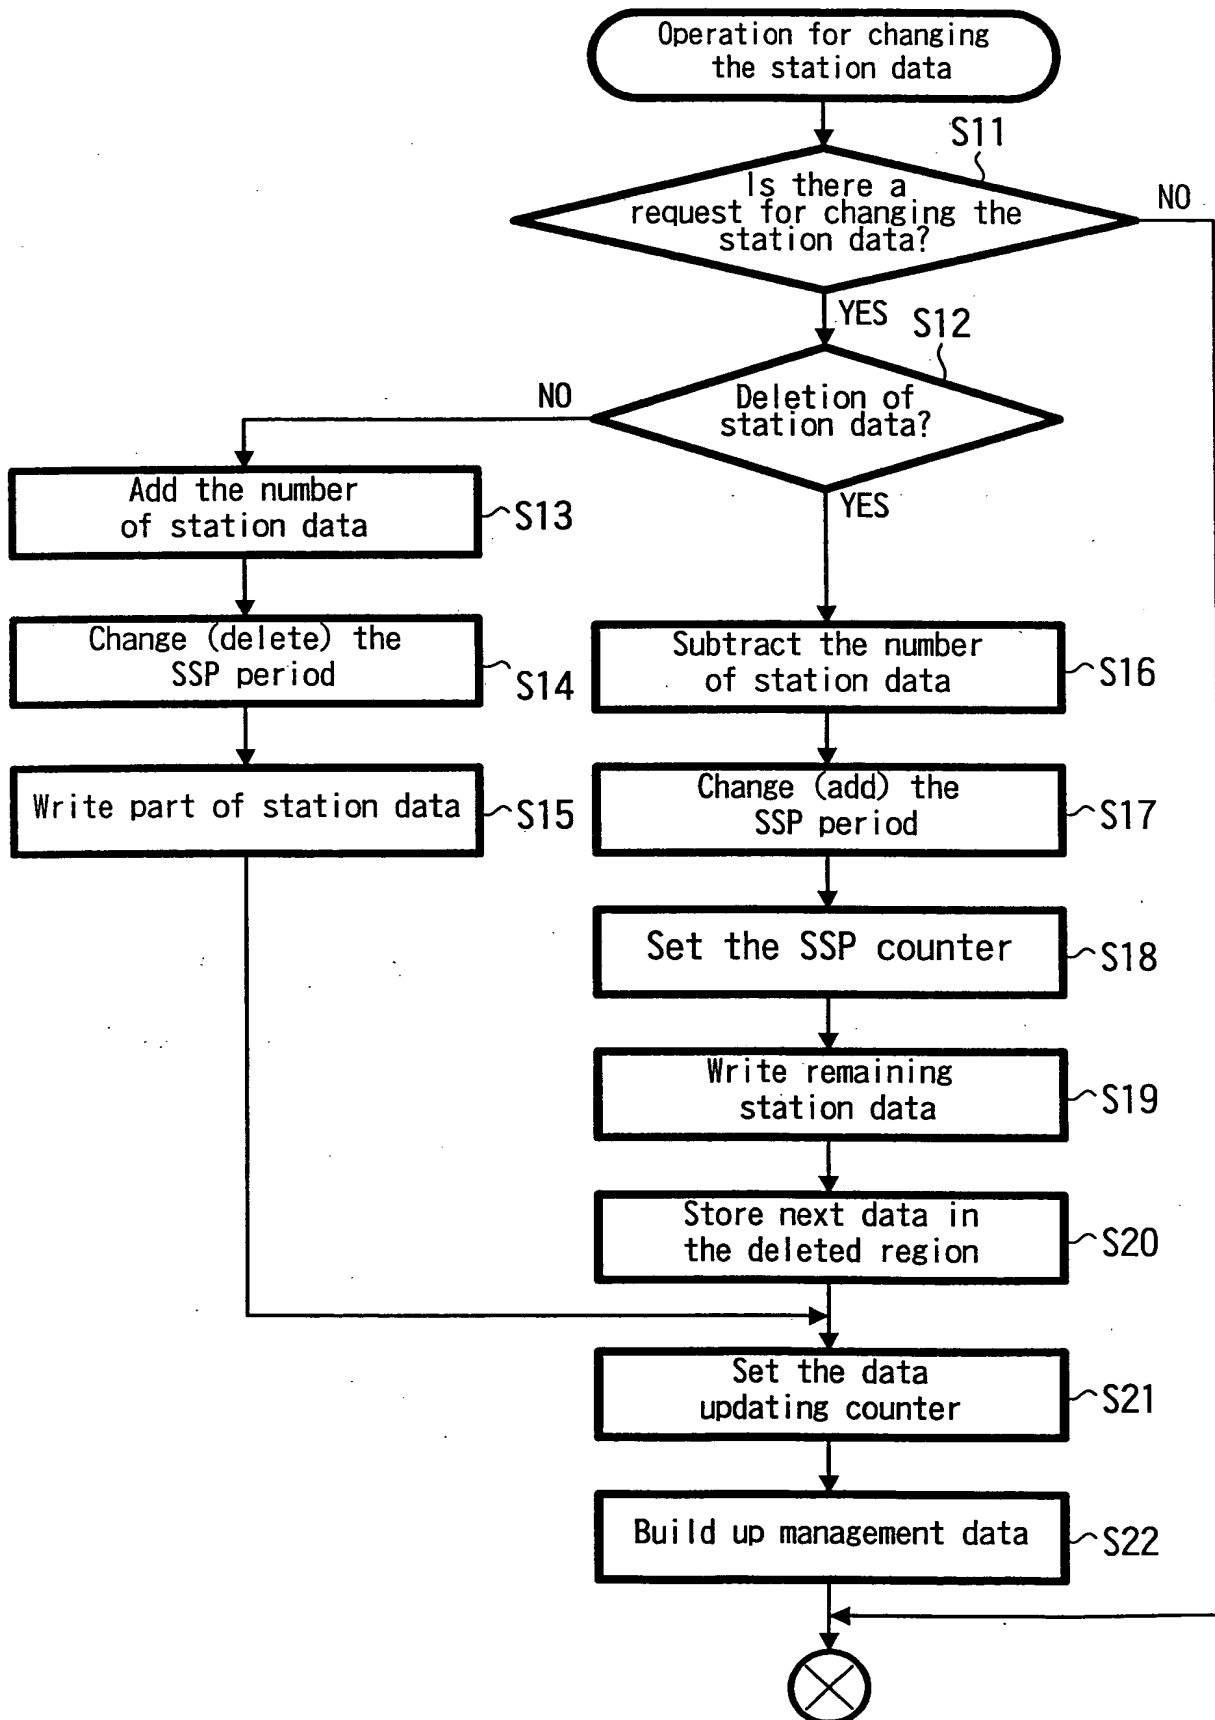 Operation for changing
the station data
S11
Is there a
request for changing the
station data?
NO
YES
S12
Deletion of
station data?
NO
YES
Add the number
of station data
S13
Change (delete) the
SSP period
S14
Write part of station data
S15
Subtract the number
of station data
S16
Change (add) the
SSP period
S17
Set the SSP counter
S18
Write remaining
station data
S19
Store next data in
the deleted region
S20
Set the data
updating counter
S21
Build up management data
S22